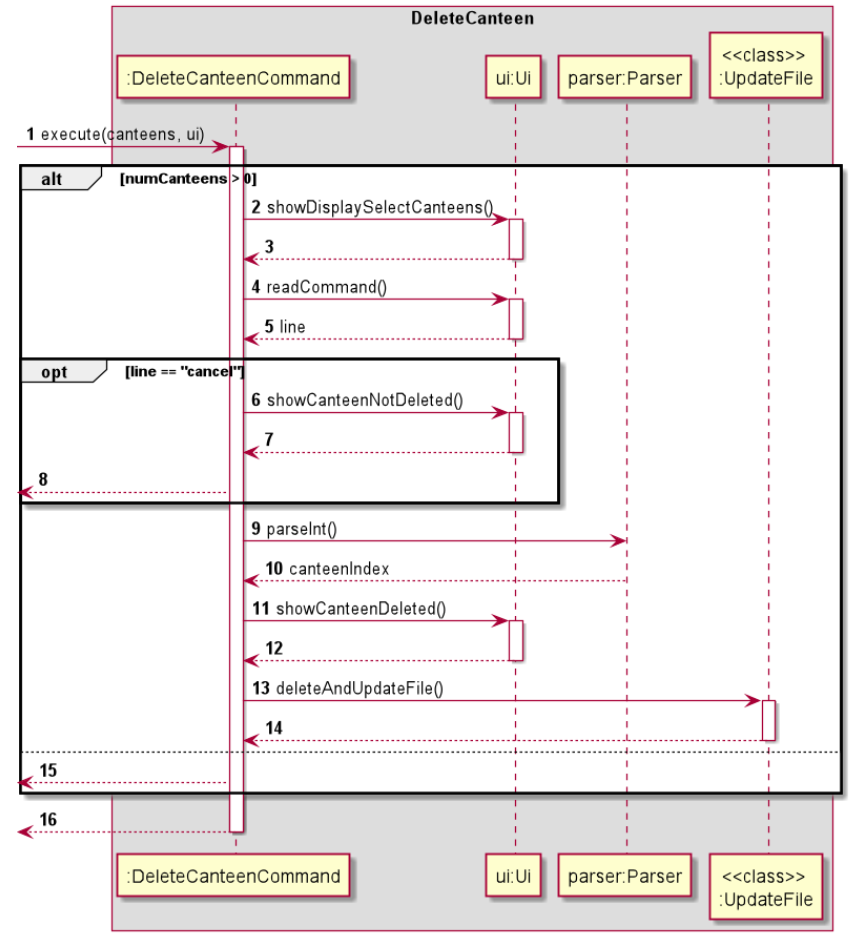 DeleteCanteen
:DeleteCanteenCommand
ui:Ui
parser:Parser
<<class>>
:UpdateFile
1 execute(canteens, ui)
alt [numCanteens > 0]
2 showDisplaySelectCanteens()
3
4 readCommand()
5 line
opt [line == "cancel"]
6 showCanteenNotDeleted()
7
8
9 parseInt()
10 canteenIndex
11 showCanteenDeleted()
12
13 deleteAndUpdateFile()
14
15
16
:DeleteCanteenCommand
ui:Ui
parser:Parser
<<class>>
:UpdateFile